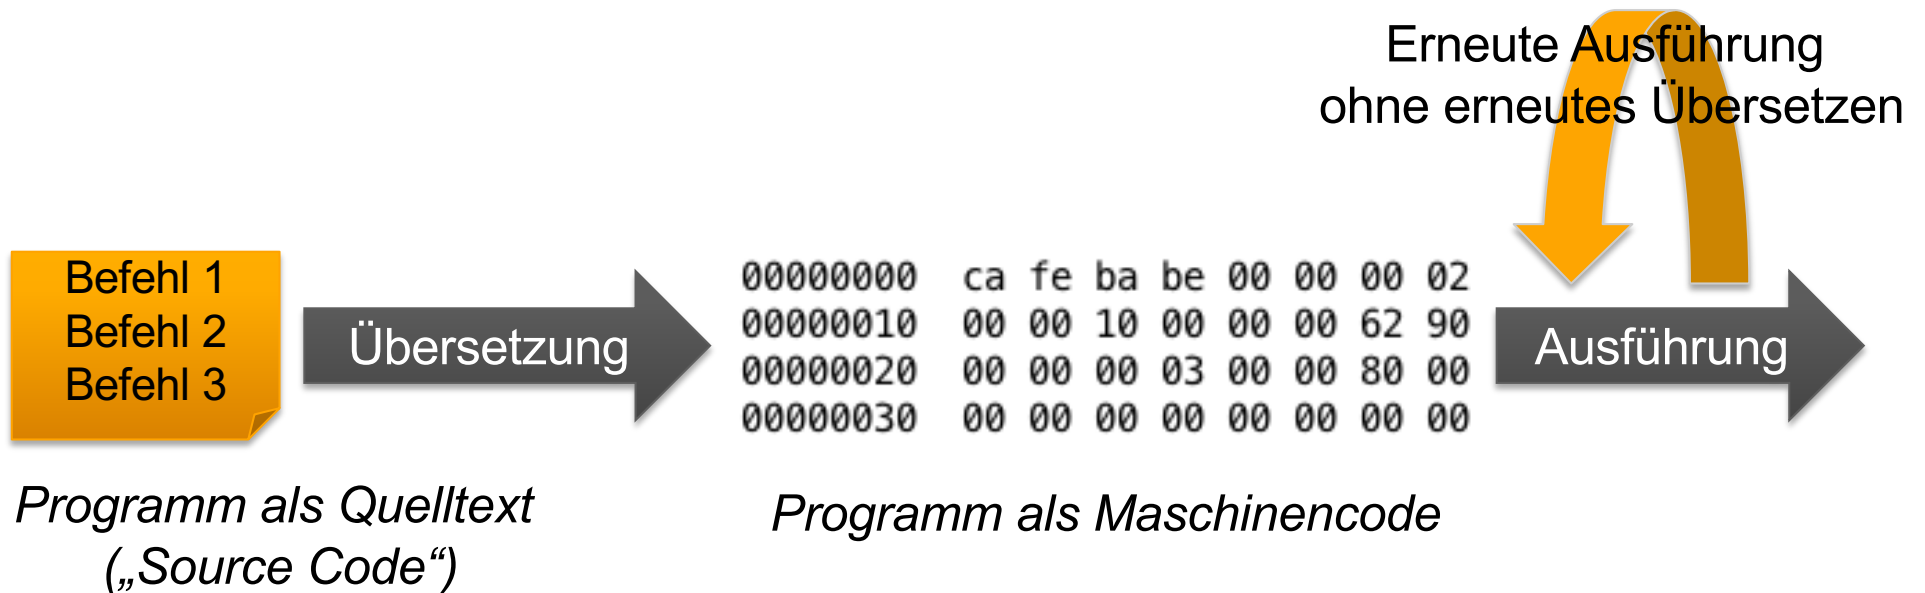 Erneute Ausführung
ohne erneutes Übersetzen
Befehl 1
Befehl 2
Befehl 3
Übersetzung
00000000 ca fe ba be 00 00 00 02
00000010 00 00 10 00 00 00 62 90
00000020 00 00 00 03 00 00 80 00
00000030 00 00 00 00 00 00 00 00
Ausführung
Programm als Quelltext
(„Source Code“)
Programm als Maschinencode